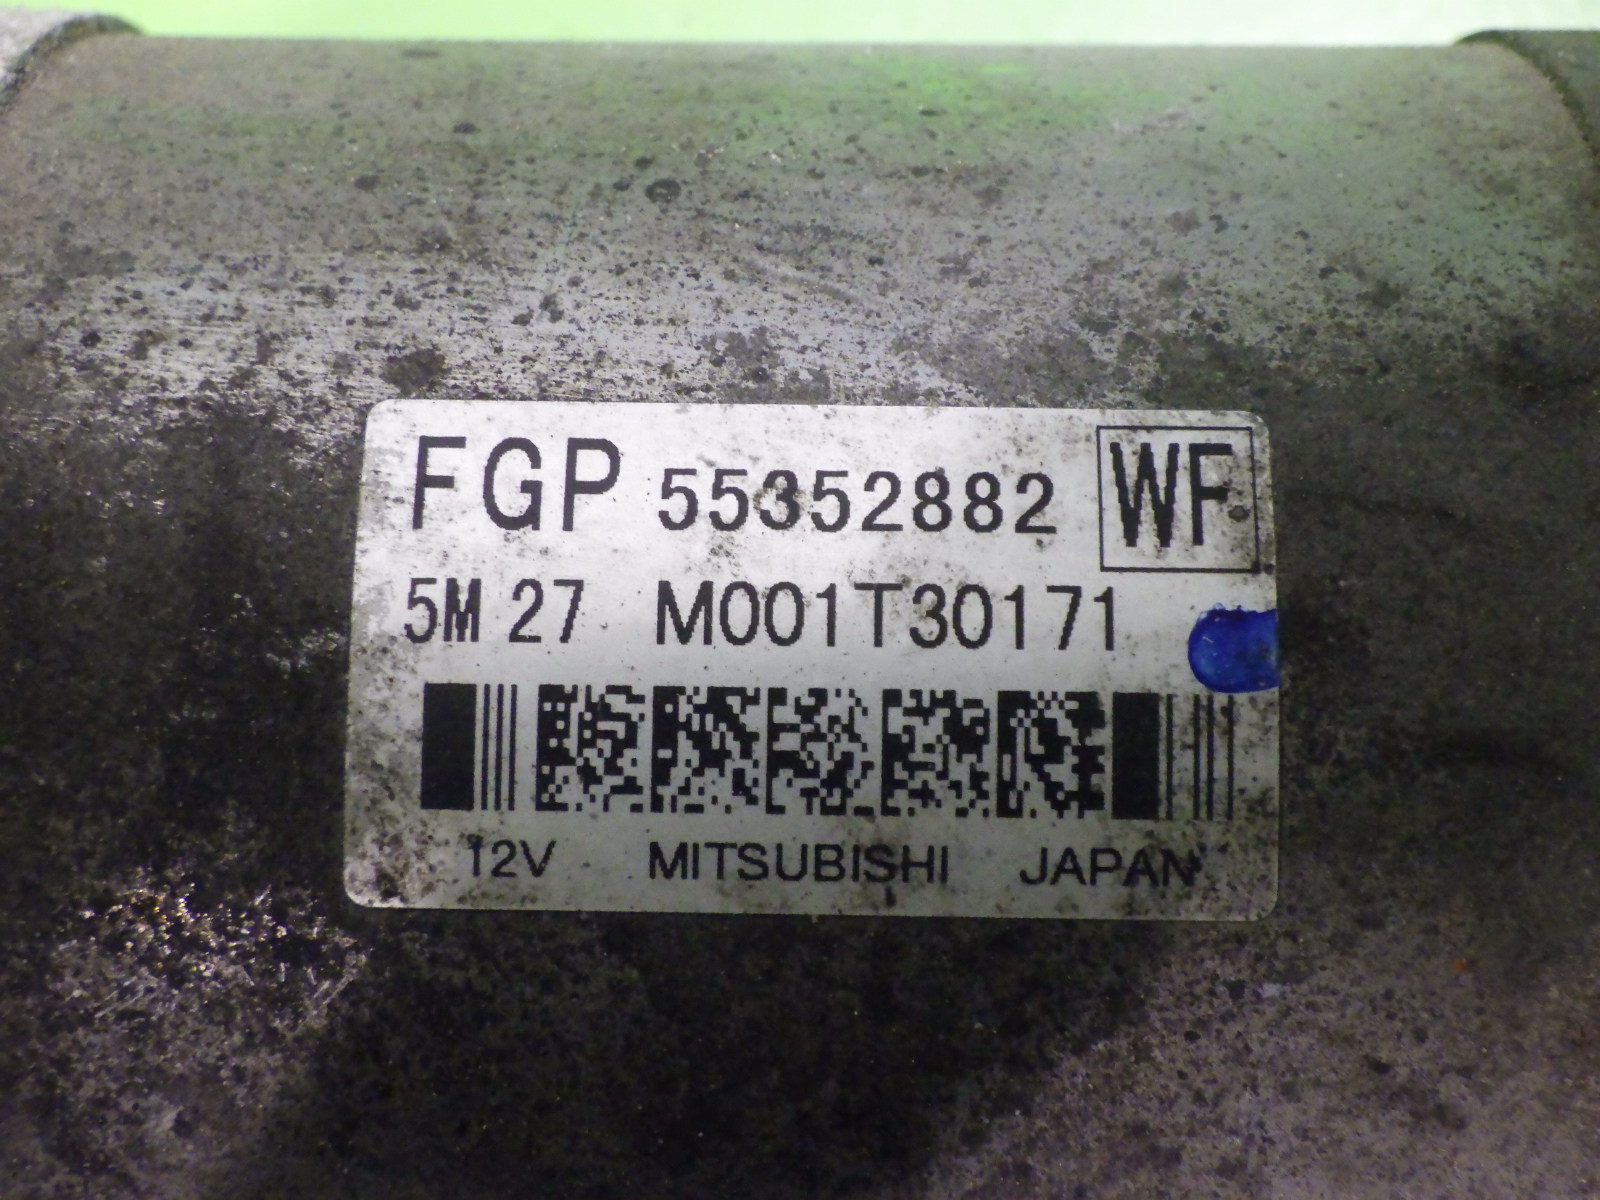 FGP 55352882 WF
5M 27 M001T30171
12V MITSUBISHI JAPAN